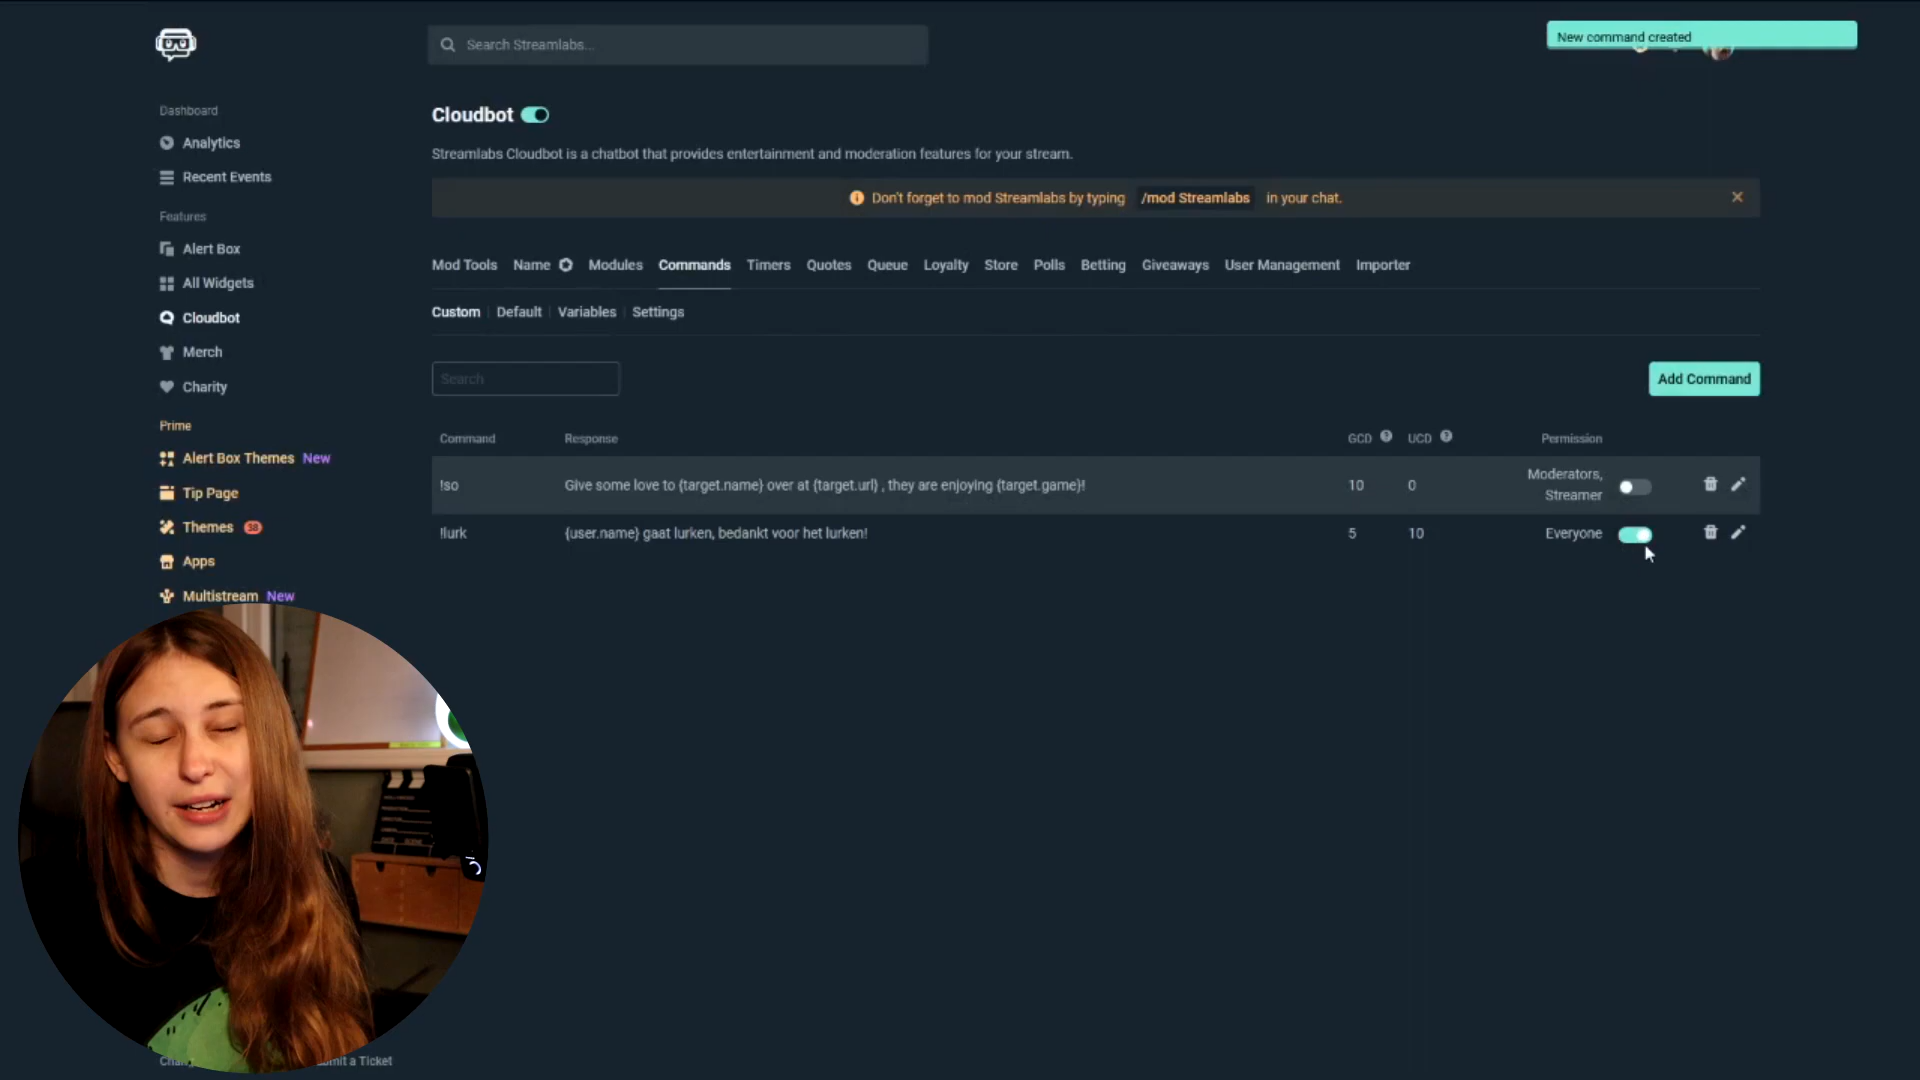 Search Streamlabs...
New command created
Dashboard
Analytics
Recent Events
Features
Alert Box
All Widgets
Cloudbot
Merch
Charity
Prime
Alert Box Themes New
Tip Page
Themes 38
Apps
Multistream New
Submit a Ticket
Cloudbot
Streamlabs Cloudbot is a chatbot that provides entertainment and moderation features for your stream.
Don't forget to mod Streamlabs by typing /mod Streamlabs in your chat.
Mod Tools Name Modules Commands Timers Quotes Queue Loyalty Store Polls Betting Giveaways User Management Importer
Custom Default Variables Settings
Search
Add Command
Command Response GCD UCD Permission
!so Give some love to {target.name} over at {target.url} , they are enjoying {target.game}! 10 0 Moderators,
Streamer
!lurk {user.name} gaat lurken, bedankt voor het lurken! 5 10 Everyone